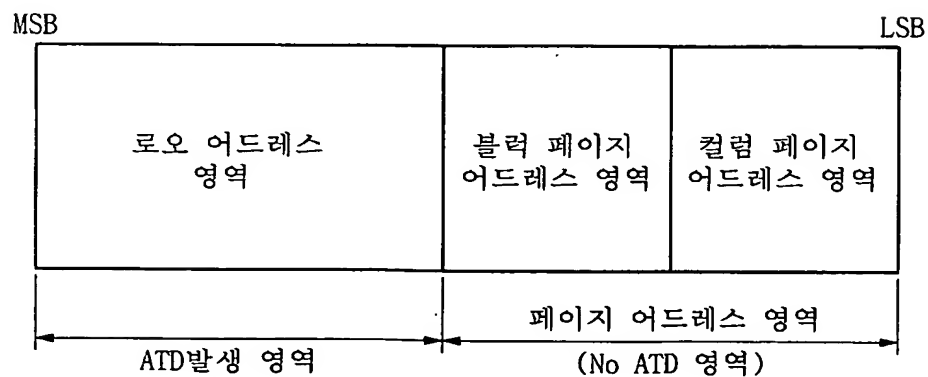 MSB
LSB
로오 어드레스
영역
블럭 페이지
어드레스 영역
컬럼 페이지
어드레스 영역
페이지 어드레스 영역
ATD발생 영역
(No ATD 영역)